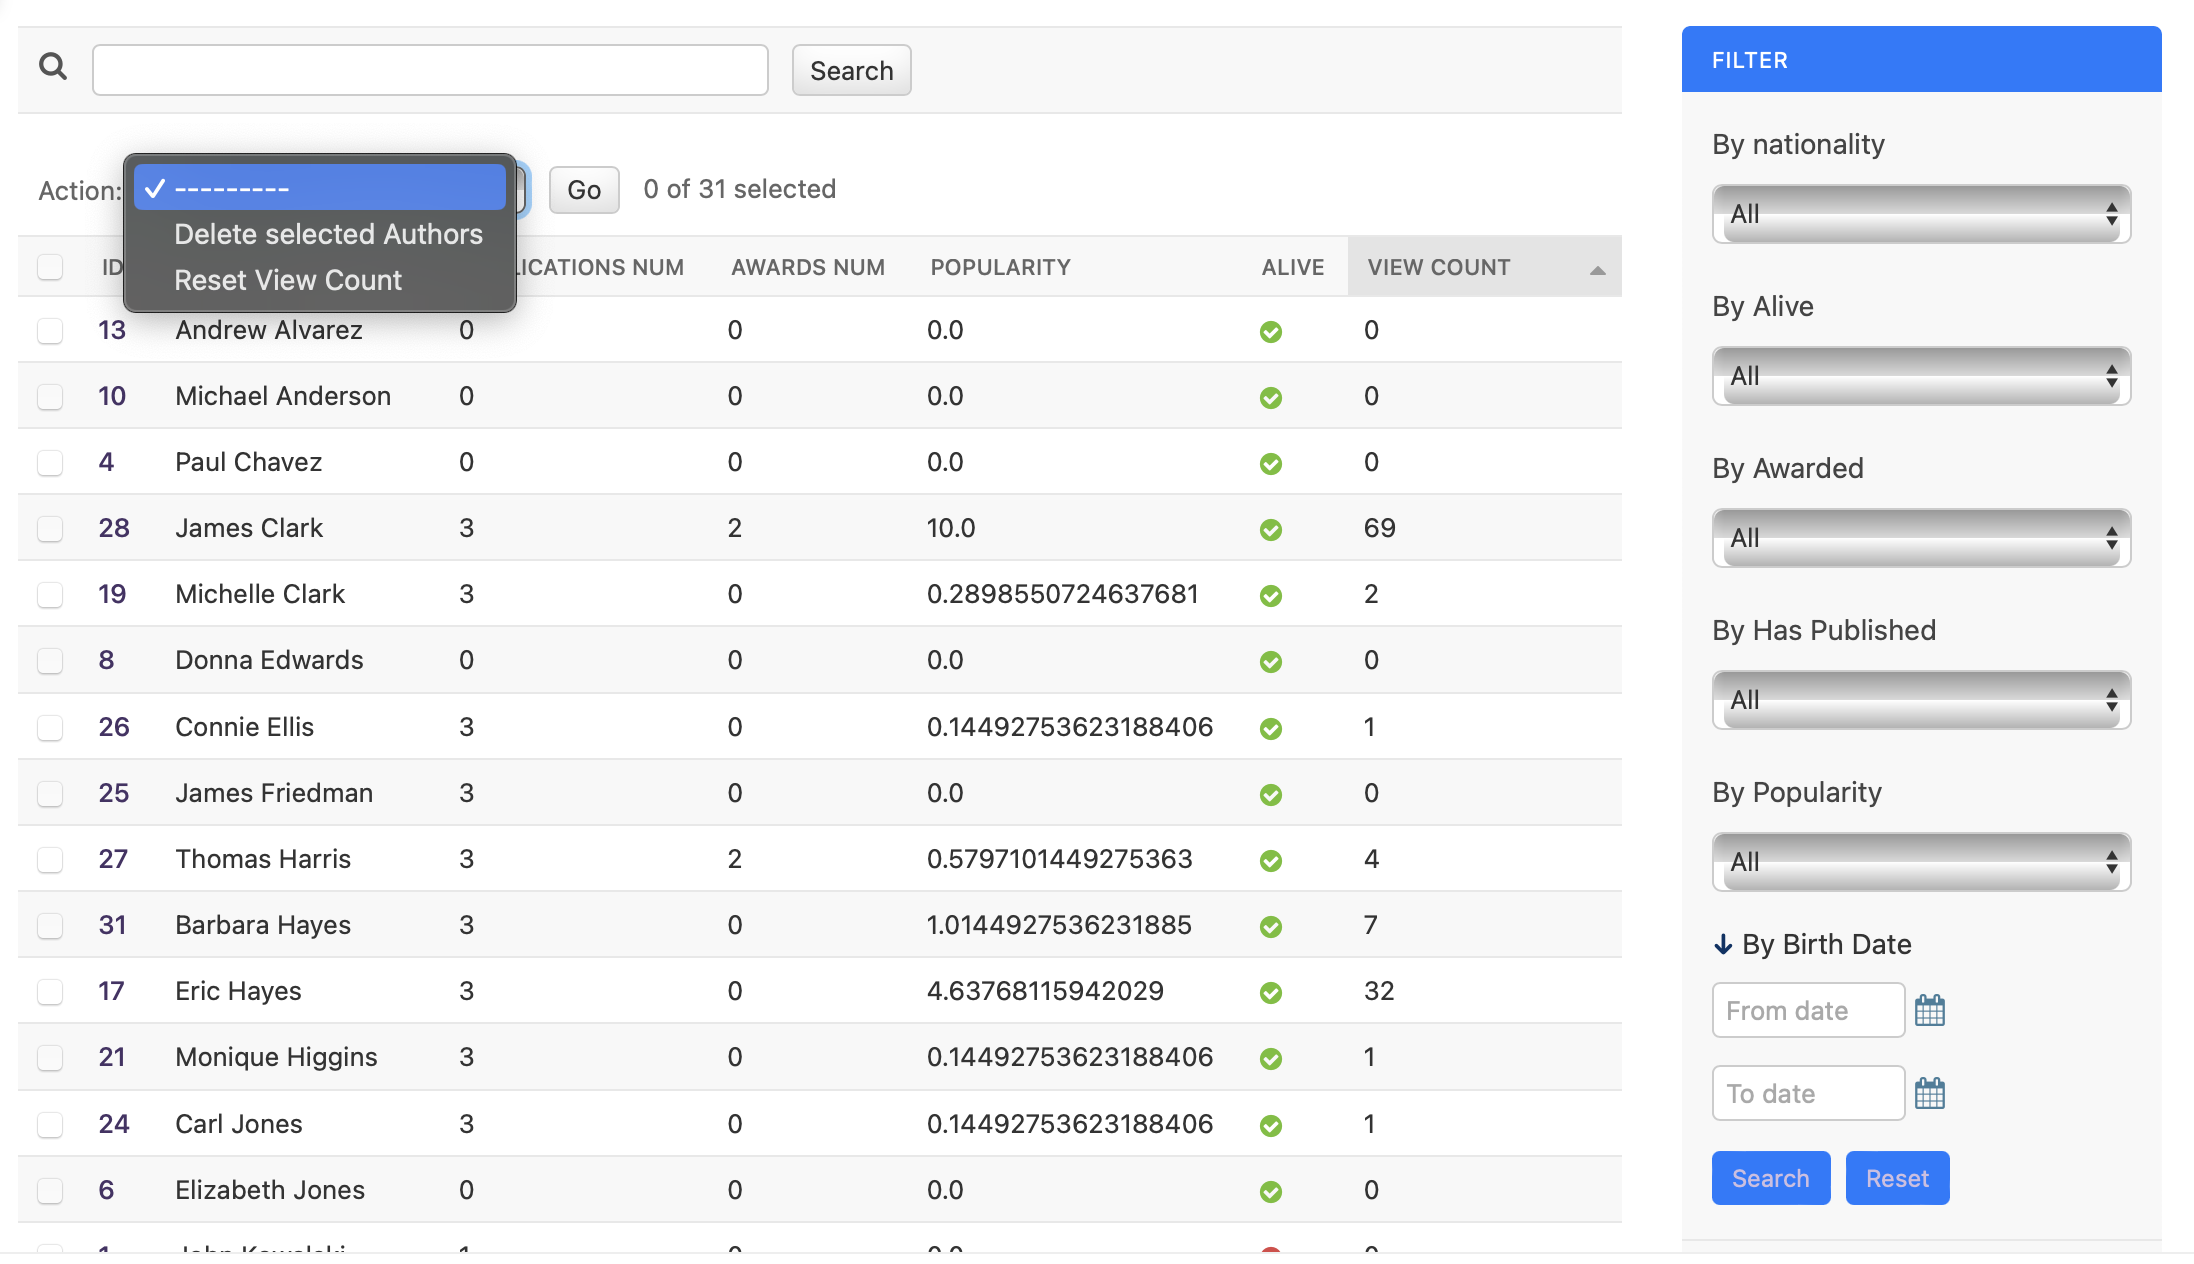 Search
Action: ---------
Delete selected Authors
Reset View Count
Go
0 of 31 selected
ID LICATIONS NUM AWARDS NUM POPULARITY ALIVE VIEW COUNT
13 Andrew Alvarez 0 0 0.0 0
10 Michael Anderson 0 0 0.0 0
4 Paul Chavez 0 0 0.0 0
28 James Clark 3 2 10.0 69
19 Michelle Clark 3 0 0.2898550724637681 2
8 Donna Edwards 0 0 0.0 0
26 Connie Ellis 3 0 0.14492753623188406 1
25 James Friedman 3 0 0.0 0
27 Thomas Harris 3 2 0.5797101449275363 4
31 Barbara Hayes 3 0 1.0144927536231885 7
17 Eric Hayes 3 0 4.63768115942029 32
21 Monique Higgins 3 0 0.14492753623188406 1
24 Carl Jones 3 0 0.14492753623188406 1
6 Elizabeth Jones 0 0 0.0 0
FILTER
By nationality
All
By Alive
All
By Awarded
All
By Has Published
All
By Popularity
All
By Birth Date
From date
To date
Search Reset